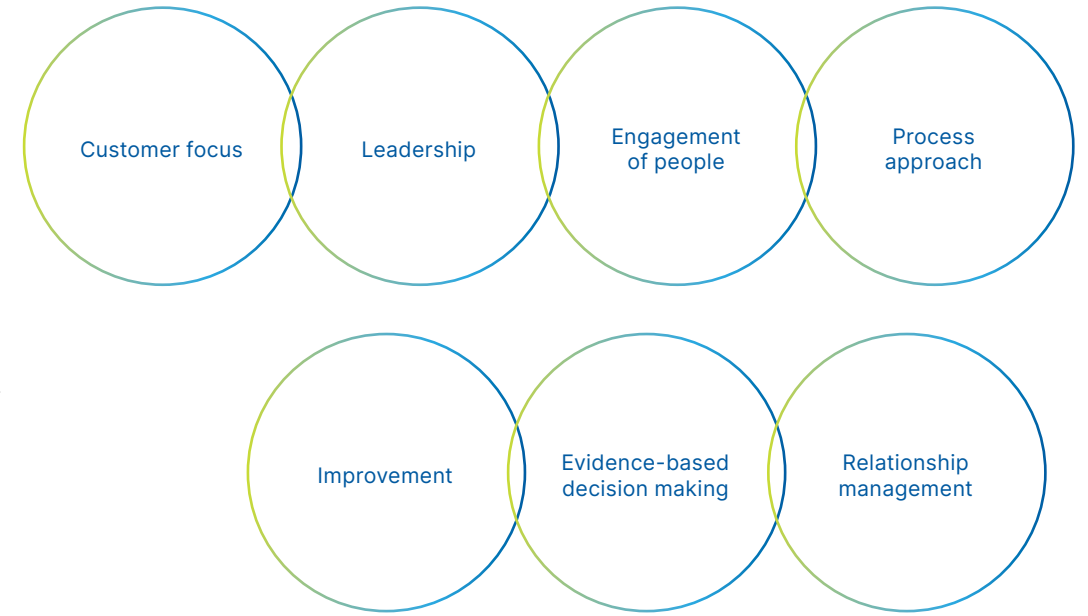 Customer focus
Leadership
Engagement
of people
Process
approach
Improvement
Evidence-based
decision making
Relationship
management